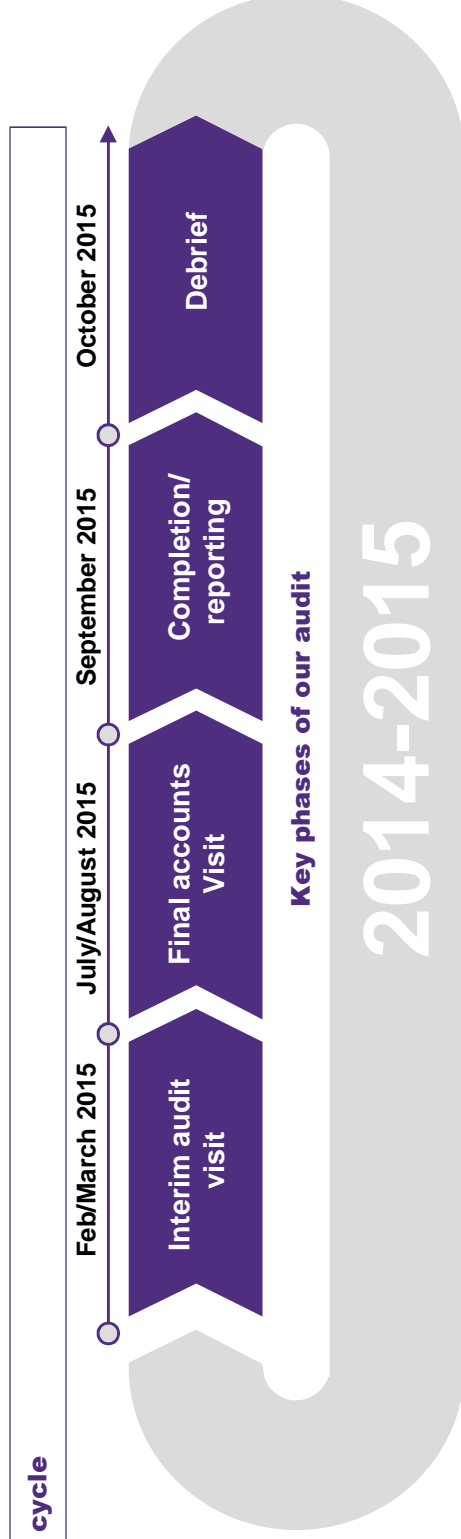 cycle
Feb/March 2015
July/August 2015
September 2015
October 2015
Interim audit
visit
Final accounts
Visit
Completion/
reporting
Debrief
Key phases of our audit
2014-2015